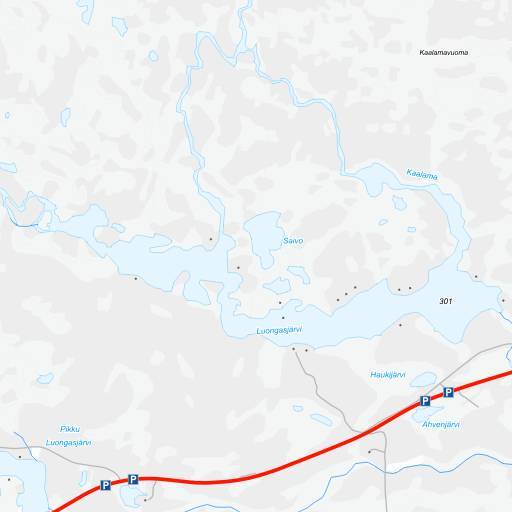 Kaalamavuoma
Kaalama
Saivo
301
Luongasjärvi
Haukijärvi
P
P
Ahvenjärvi
Pikku
Luongasjärvi
P
P